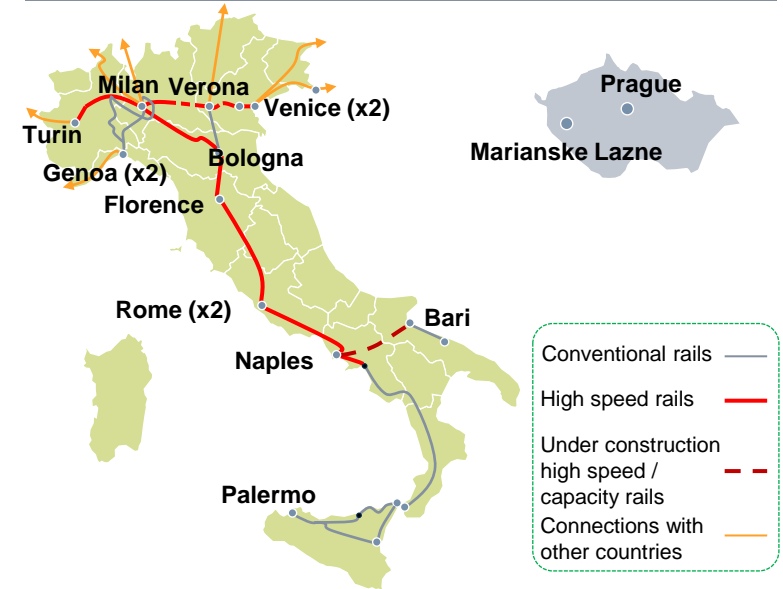 Milan
Verona
Venice (x2)
Turin
Genoa (x2)
Bologna
Florence
Rome (x2)
Naples
Bari
Palermo
Prague
Marianske Lazne
Conventional rails
High speed rails
Under construction
high speed /
capacity rails
Connections with
other countries